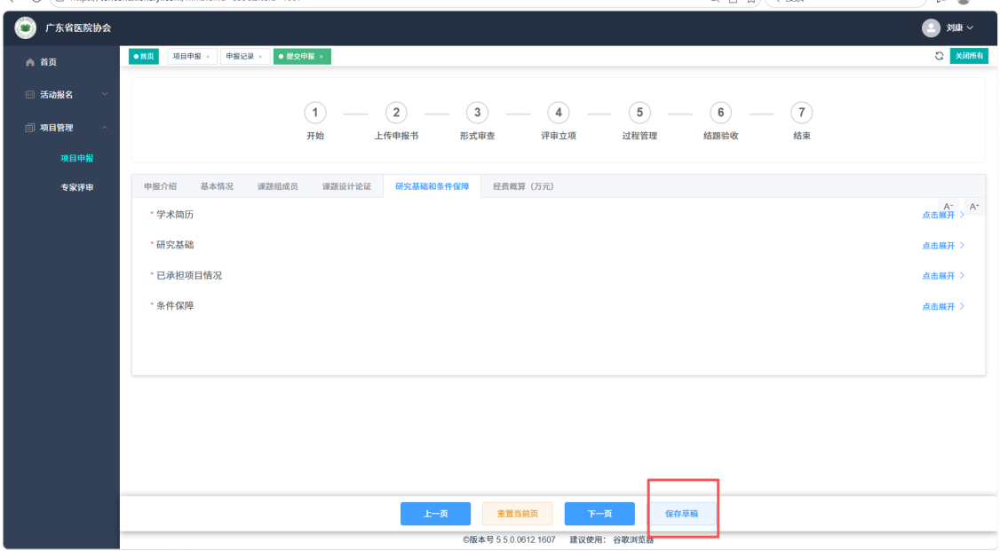 广东省医院协会
刘康
首页
活动报名
项目管理
项目申报
专家评审
首页 项目申报 × 申报记录 × 提交申报 × 关闭所有
1 2 3 4 5 6 7
开始 上传申报书 形式审查 评审立项 过程管理 结题验收 结束
申报介绍 基本情况 课题组成员 课题设计论证 研究基础和条件保障 经费概算（万元）
A- A+
* 学术简历 点击展开 >
* 研究基础 点击展开 >
* 已承担项目情况 点击展开 >
* 条件保障 点击展开 >
上一页 重置当前页 下一页 保存草稿
©版本号 5.5.0.0612.1607 建议使用： 谷歌浏览器